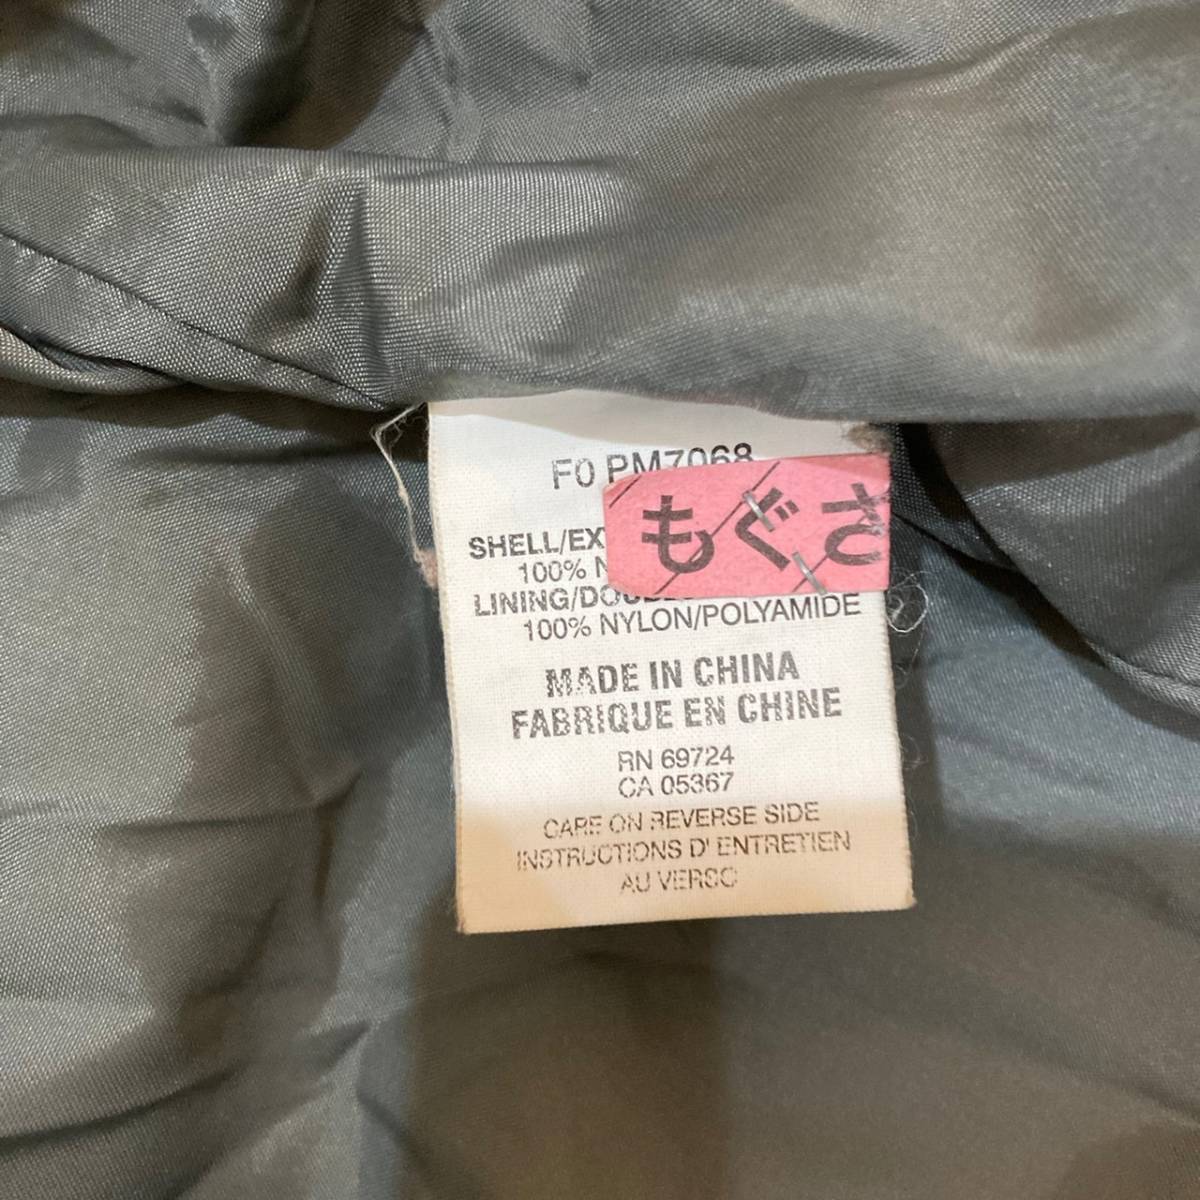 F0 PM7068
もぐさ
SHELL/EX
100% N
LINING/DOUBLE
100% NYLON/POLYAMIDE
MADE IN CHINA
FABRIQUE EN CHINE
RN 69724
CA 05367
CARE ON REVERSE SIDE
INSTRUCTIONS D' ENTRETIEN
AU VERSO